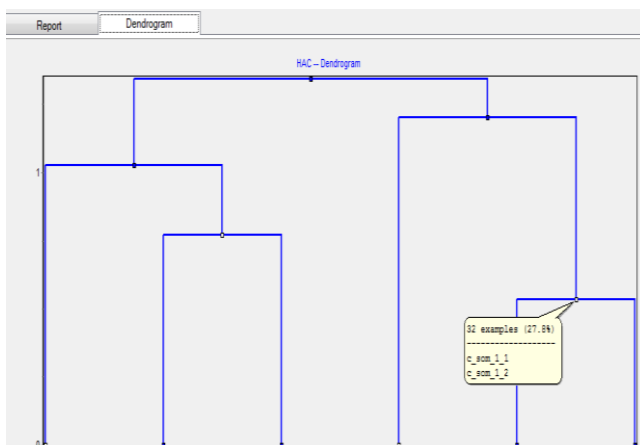 Report
Dendrogram
HAC – Dendrogram
1
32 examples (27.8%)
--------------------
c_som_1_1
c_som_1_2
0